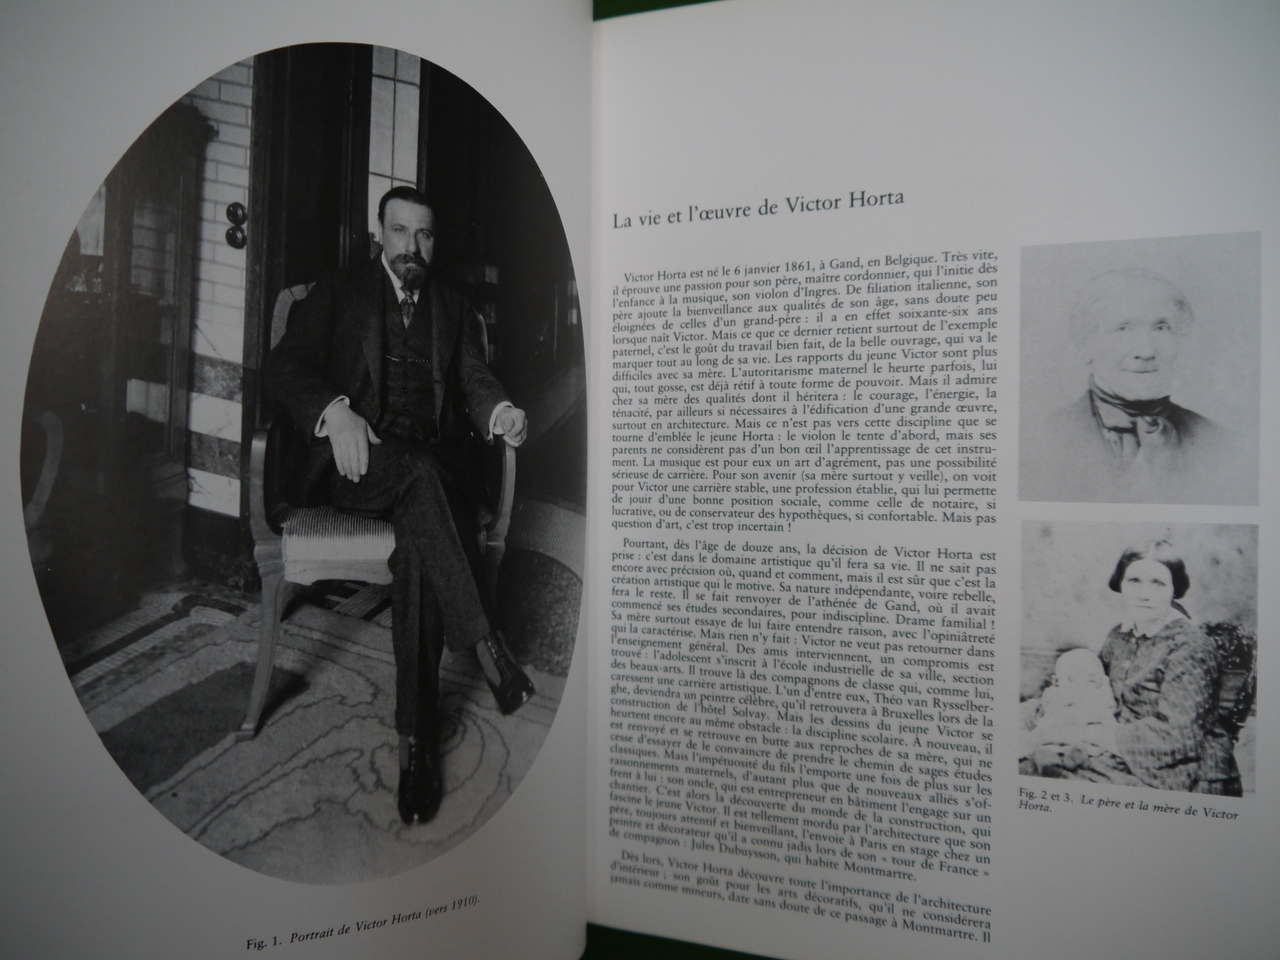 Fig. 1. Portrait de Victor Horta (vers 1910).
La vie et l'œuvre de Victor Horta
Victor Horta est né le 6 janvier 1861, à Gand, en Belgique. Très vite,
il éprouve une passion pour son père, maître cordonnier, qui l'initie dès
l'enfance à la musique, son violon d'Ingres. De filiation italienne, son
père ajoute la bienveillance aux qualités de son âge, sans doute peu
éloignées de celles d'un grand-père : il a en effet soixante-six ans
lorsque naît Victor. Mais ce que ce dernier retient surtout de l'exemple
paternel, c'est le goût du travail bien fait, de la belle ouvrage, qui va le
marquer tout au long de sa vie. Les rapports du jeune Victor sont plus
difficiles avec sa mère. L'autoritarisme maternel le heurte parfois, lui
qui, tout gosse, est déjà rétif à toute forme de pouvoir. Mais il admire
chez sa mère des qualités dont il héritera : le courage, l'énergie, la
ténacité, par ailleurs si nécessaires à l'édification d'une grande œuvre,
surtout en architecture. Mais ce n'est pas vers cette discipline que se
tourne d'emblée le jeune Horta : le violon le tente d'abord, mais ses
parents ne considèrent pas d'un bon œil l'apprentissage de cet instru-
ment. La musique est pour eux un art d'agrément, pas une possibilité
sérieuse de carrière. Pour son avenir (sa mère surtout y veille), on voit
pour Victor une carrière stable, une profession établie, qui lui permette
de jouir d'une bonne position sociale, comme celle de notaire, si
lucrative, ou de conservateur des hypothèques, si confortable. Mais pas
question d'art, c'est trop incertain !
Pourtant, dès l'âge de douze ans, la décision de Victor Horta est
prise : c'est dans le domaine artistique qu'il fera sa vie. Il ne sait pas
encore avec précision où, quand et comment, mais il est sûr que c'est la
création artistique qui le motive. Sa nature indépendante, voire rebelle,
fera le reste. Il se fait renvoyer de l'athénée de Gand, où il avait
commencé ses études secondaires, pour indiscipline. Drame familial !
Sa mère surtout essaye de lui faire entendre raison, avec l'opiniâtreté
qui la caractérise. Mais rien n'y fait : Victor ne veut pas retourner dans
l'enseignement général. Des amis interviennent, un compromis est
trouvé : l'adolescent s'inscrit à l'école industrielle de sa ville, section
des beaux-arts. Il trouve là des compagnons de classe qui, comme lui,
caressent une carrière artistique. L'un d'entre eux, Théo van Rysselber-
ghe, deviendra un peintre célèbre, qu'il retrouvera à Bruxelles lors de la
construction de l'hôtel Solvay. Mais les dessins du jeune Victor se
heurtent encore au même obstacle : la discipline scolaire. À nouveau, il
est renvoyé et se retrouve en butte aux reproches de sa mère, qui ne
cesse d'essayer de le convaincre de prendre le chemin de sages études
classiques. Mais l'impétuosité du fils l'emporte une fois de plus sur les
raisonnements maternels, d'autant plus que de nouveaux alliés s'of-
frent à lui : son oncle, qui est entrepreneur en bâtiment l'engage sur un
chantier. C'est alors la découverte du monde de la construction, qui
fascine le jeune Victor. Il est tellement mordu par l'architecture que son
père, toujours attentif et bienveillant, l'envoie à Paris en stage chez un
peintre et décorateur qu'il a connu jadis lors de son « tour de France »
de compagnon : Jules Dubuysson, qui habite Montmartre.
Dès lors, Victor Horta découvre toute l'importance de l'architecture
d'intérieur ; son goût pour les arts décoratifs, qu'il ne considérera
jamais comme mineurs, date sans doute de ce passage à Montmartre. Il
Fig. 2 et 3. Le père et la mère de Victor
Horta.